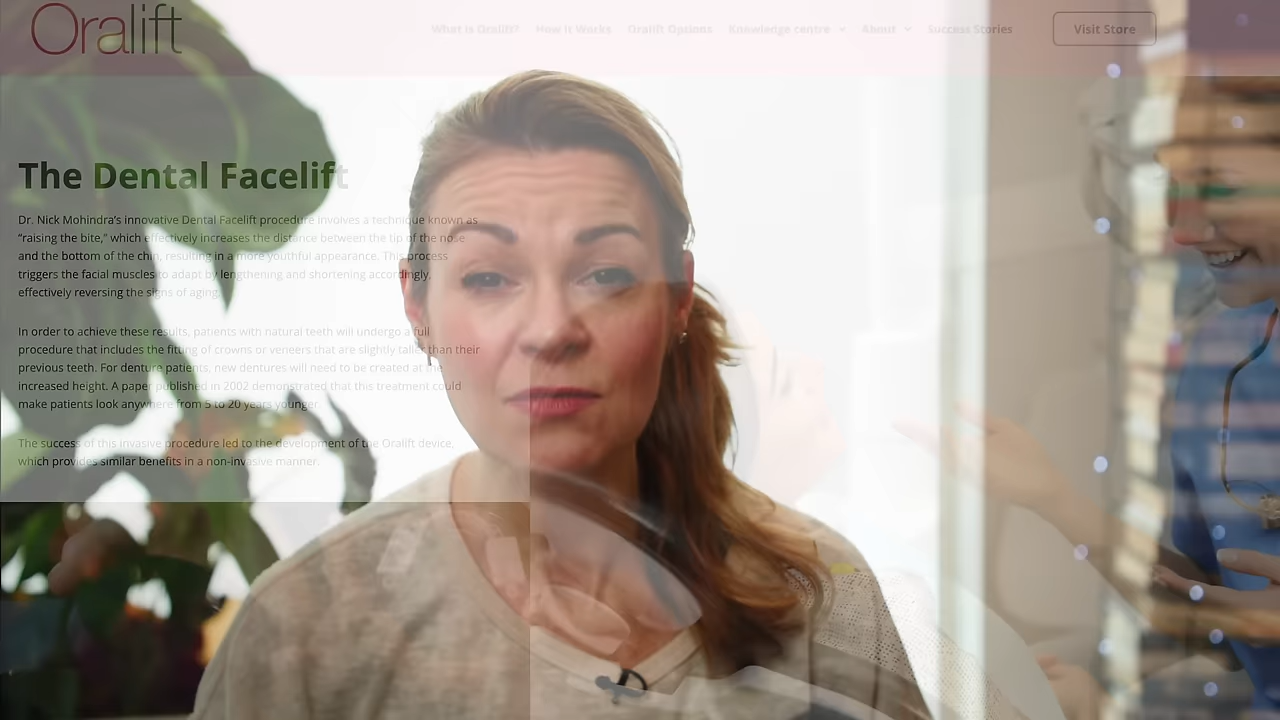 Oralift
What is Oralift?
How It Works
Oralift Options
Knowledge centre
About
Success Stories
Visit Store
The Dental Facelift
Dr. Nick Mohindra's innovative Dental Facelift procedure involves a technique known as
“raising the bite,” which effectively increases the distance between the tip of the nose
and the bottom of the chin, resulting in a more youthful appearance. This process
triggers the facial muscles to adapt by lengthening and shortening accordingly,
effectively reversing the signs of aging.
In order to achieve these results, patients with natural teeth will undergo a full
procedure that includes the fitting of crowns or veneers that are slightly taller than their
previous teeth. For denture patients, new dentures will need to be created at the
increased height. A paper published in 2002 demonstrated that this treatment could
make patients look anywhere from 5 to 20 years younger.
The success of this invasive procedure led to the development of the Oralift device,
which provides similar benefits in a non-invasive manner.